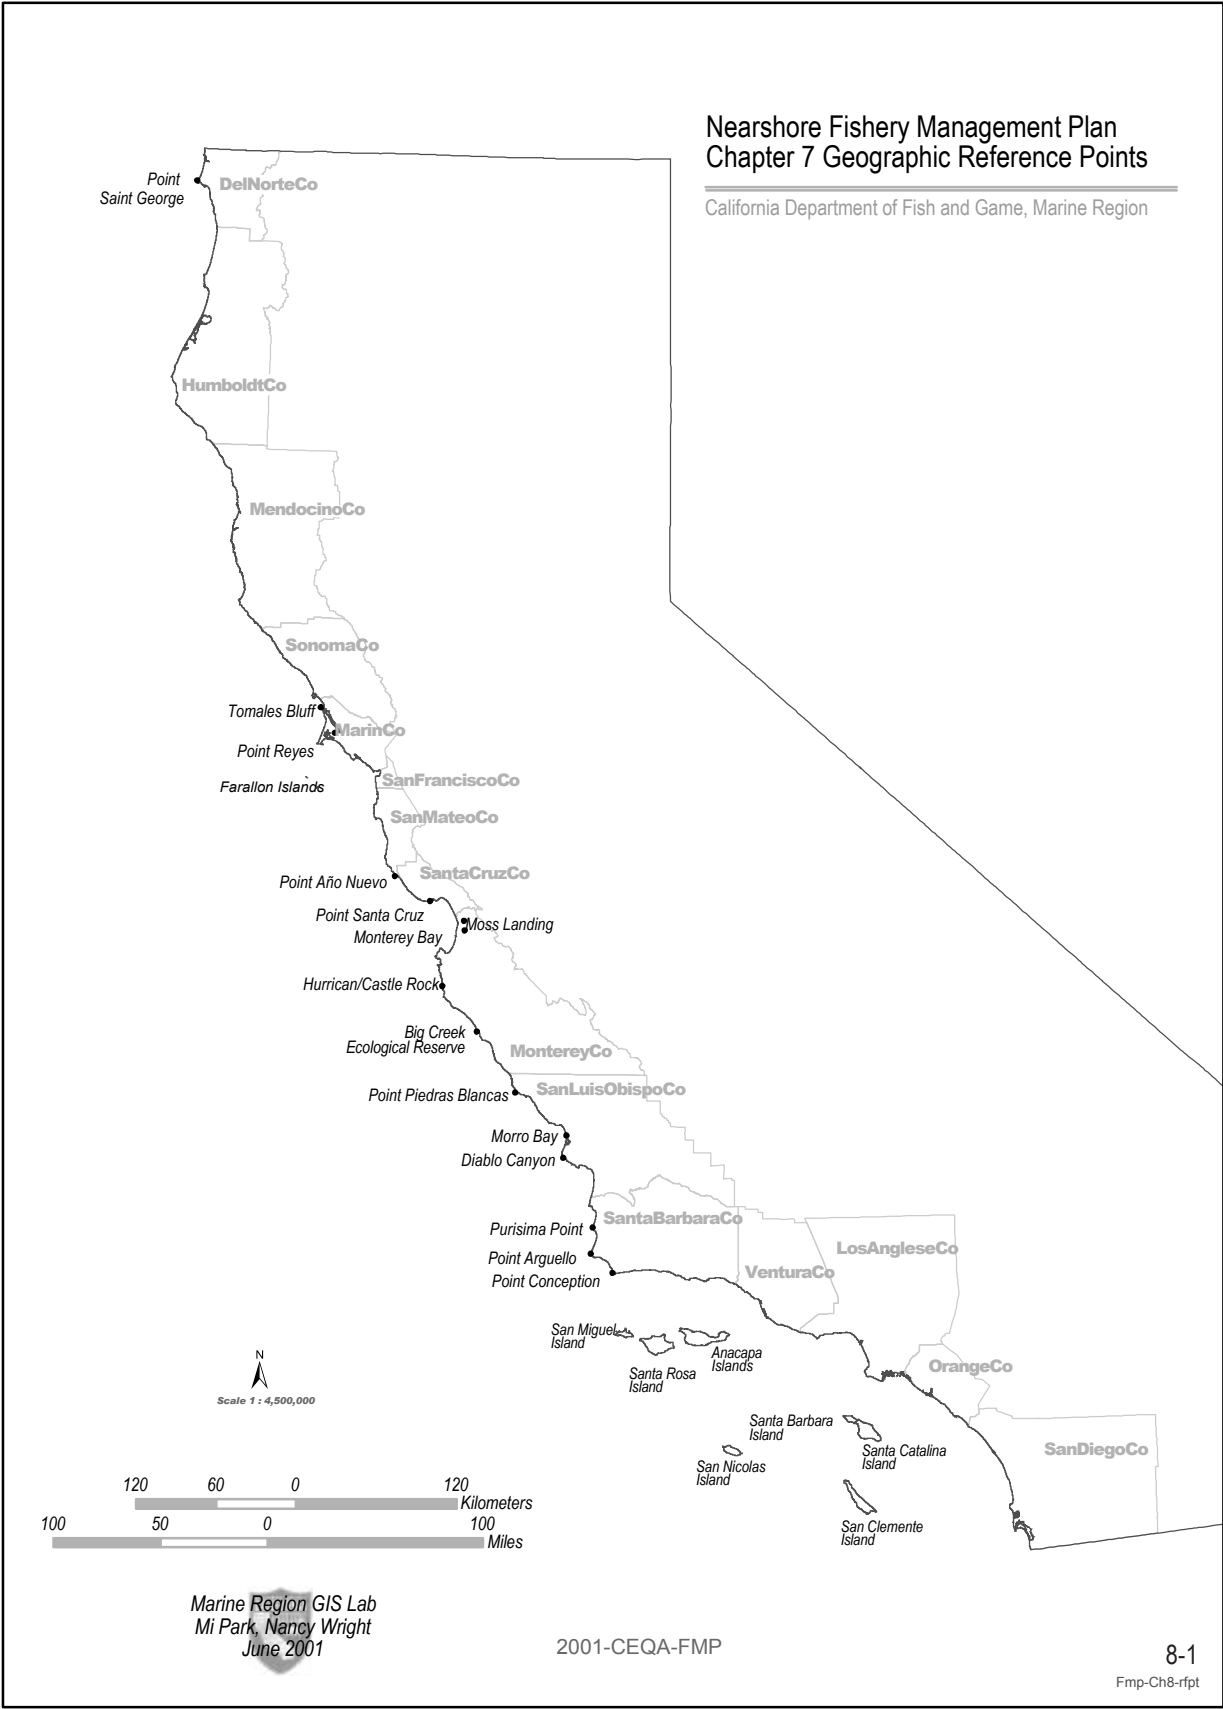 Nearshore Fishery Management Plan
Chapter 7 Geographic Reference Points
California Department of Fish and Game, Marine Region
Point
Saint George
DelNorteCo
HumboldtCo
MendocinoCo
SonomaCo
Tomales Bluff
MarinCo
Point Reyes
Farallon Islands
SanFranciscoCo
SanMateoCo
SantaCruzCo
Point Año Nuevo
Point Santa Cruz
Moss Landing
Monterey Bay
Hurrican/Castle Rock
Big Creek
Ecological Reserve
MontereyCo
SanLuisObispoCo
Point Piedras Blancas
Morro Bay
Diablo Canyon
SantaBarbaraCo
Purisima Point
LosAngleseCo
Point Arguello
VenturaCo
Point Conception
San Miguel
Island
Anacapa
Islands
Santa Rosa
Island
OrangeCo
N
Scale 1 : 4,500,000
Santa Barbara
Island
Santa Catalina
Island
SanDiegoCo
San Nicolas
Island
San Clemente
Island
120 60 0 120
Kilometers
100 50 0 100
Miles
Marine Region GIS Lab
Mi Park, Nancy Wright
June 2001
2001-CEQA-FMP
8-1
Fmp-Ch8-rfpt